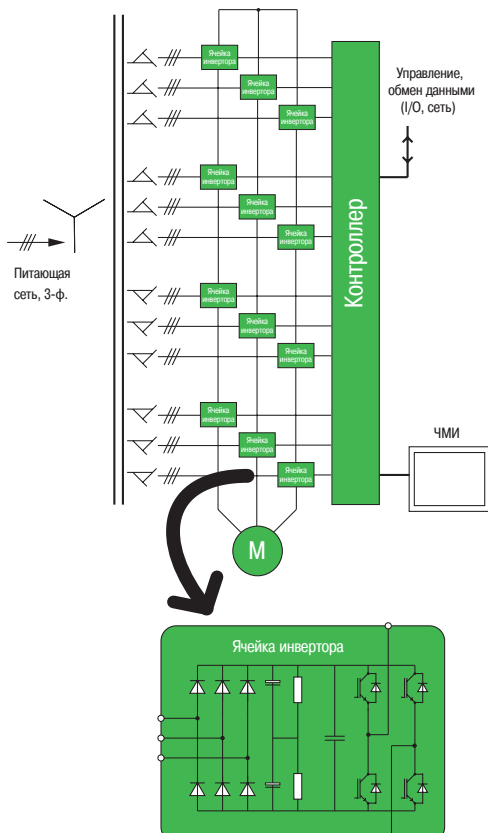 Ячейка
инвертора
Ячейка
инвертора
Ячейка
инвертора
Управление,
обмен данными
(I/O, сеть)
Ячейка
инвертора
Ячейка
инвертора
Ячейка
инвертора
Контроллер
Питающая
сеть, 3-ф.
Ячейка
инвертора
Ячейка
инвертора
Ячейка
инвертора
Ячейка
инвертора
Ячейка
инвертора
Ячейка
инвертора
ЧМИ
М
Ячейка инвертора